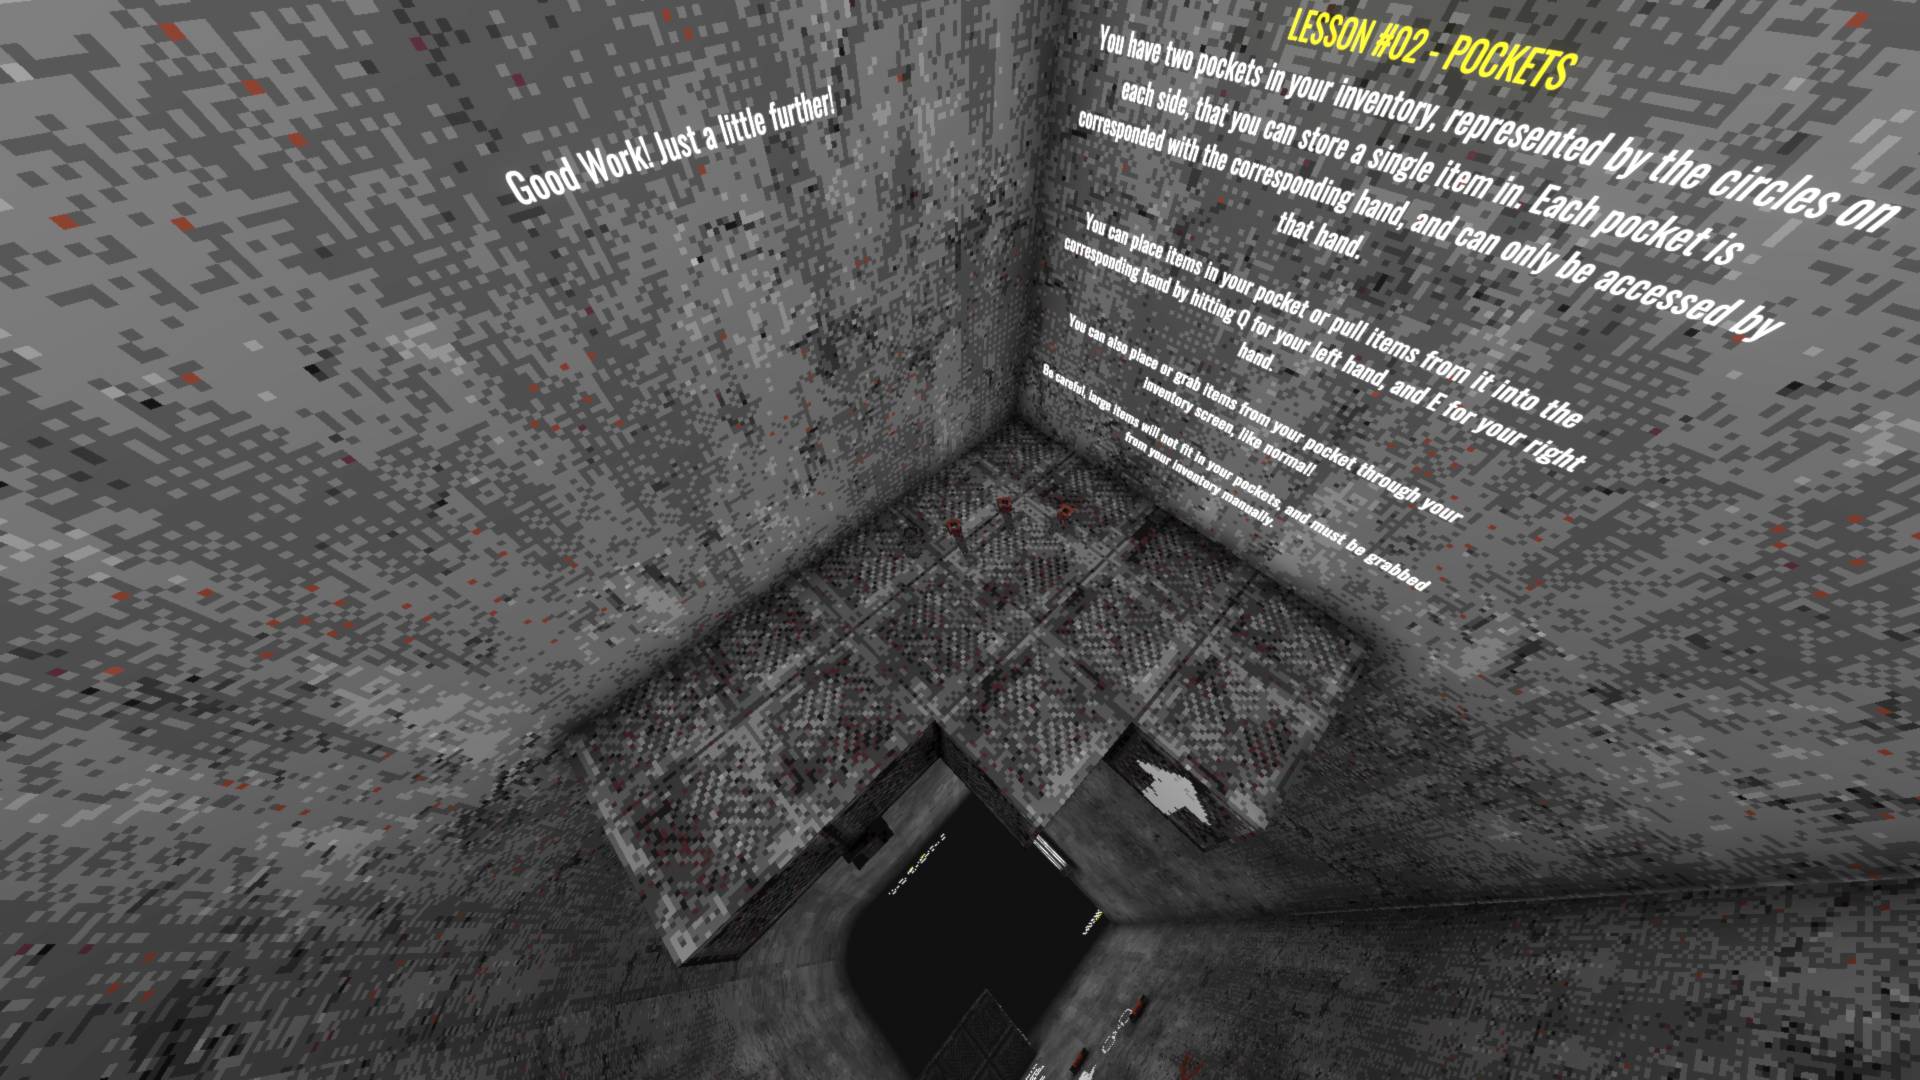 Good Work! Just a little further!
LESSON #02 - POCKETS
You have two pockets in your inventory, represented by the circles on
each side, that you can store a single item in. Each pocket is
corresponded with the corresponding hand, and can only be accessed by
that hand.
You can place items in your pocket or pull items from it into the
corresponding hand by hitting Q for your left hand, and E for your right
hand.
You can also place or grab items from your pocket through your
inventory screen, like normal!
Be careful, large items will not fit in your pockets, and must be grabbed
from your inventory manually.